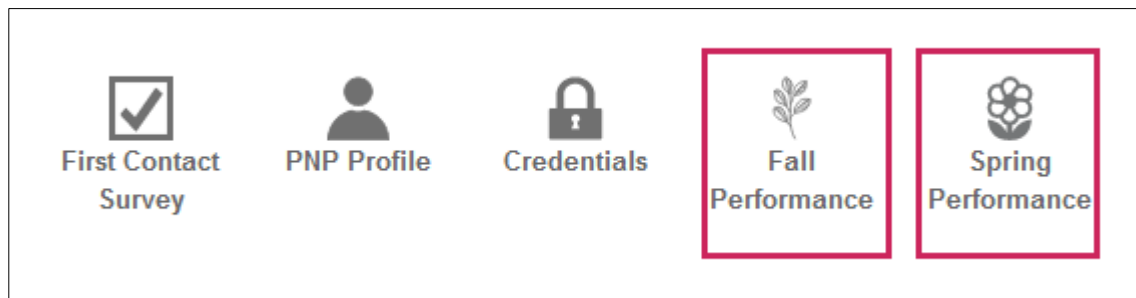 First Contact
Survey
PNP Profile
Credentials
Fall
Performance
Spring
Performance